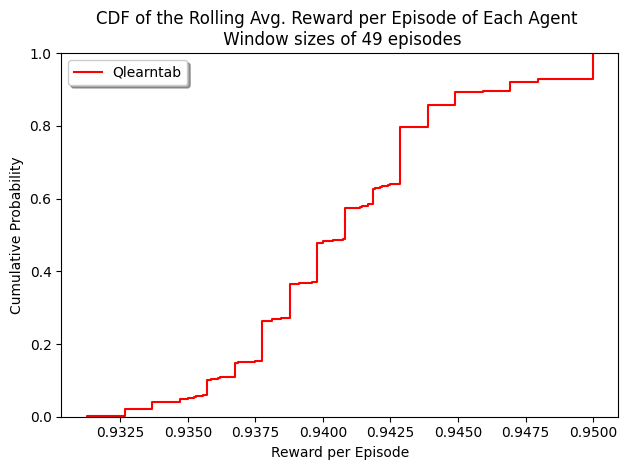 CDF of the Rolling Avg. Reward per Episode of Each Agent
Window sizes of 49 episodes
Qlearntab
Cumulative Probability
1.0
0.8
0.6
0.4
0.2
0.0
0.9325 0.9350 0.9375 0.9400 0.9425 0.9450 0.9475 0.9500
Reward per Episode